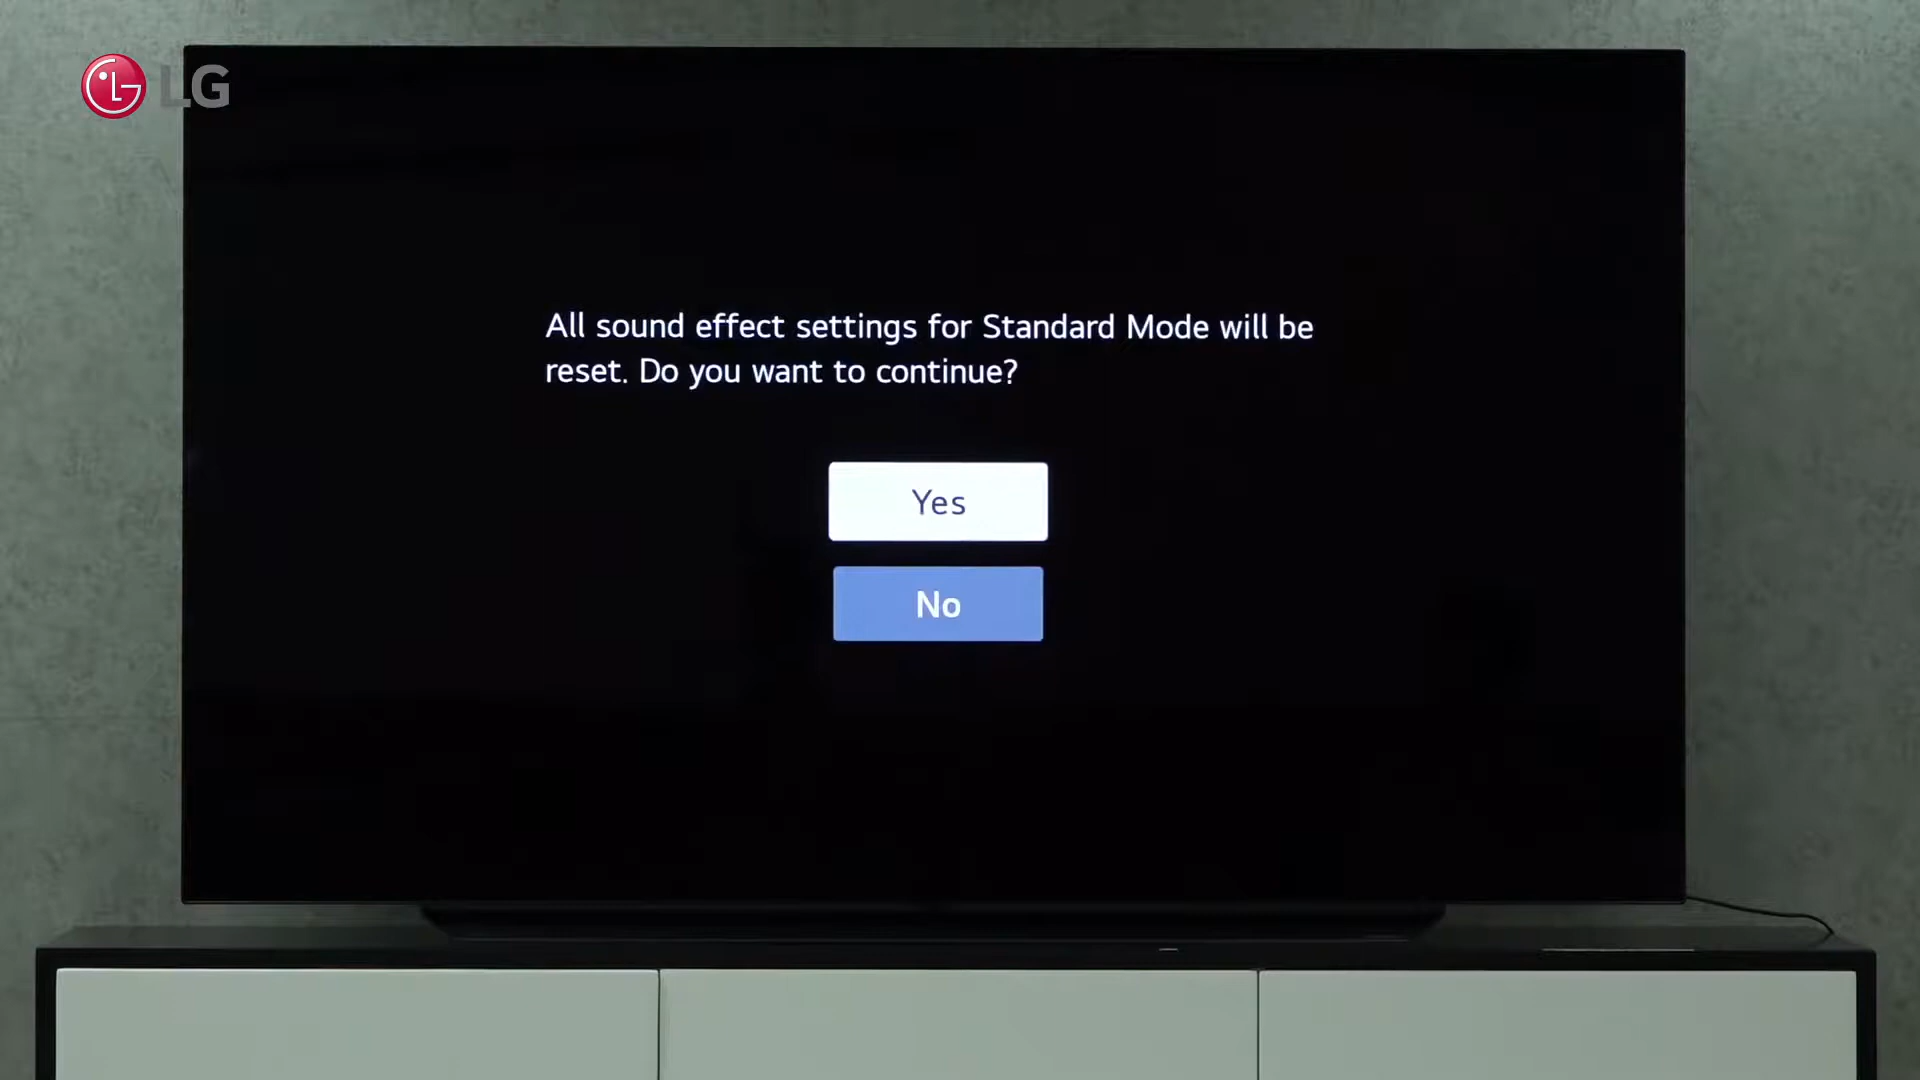 LG
All sound effect settings for Standard Mode will be
reset. Do you want to continue?
Yes
No